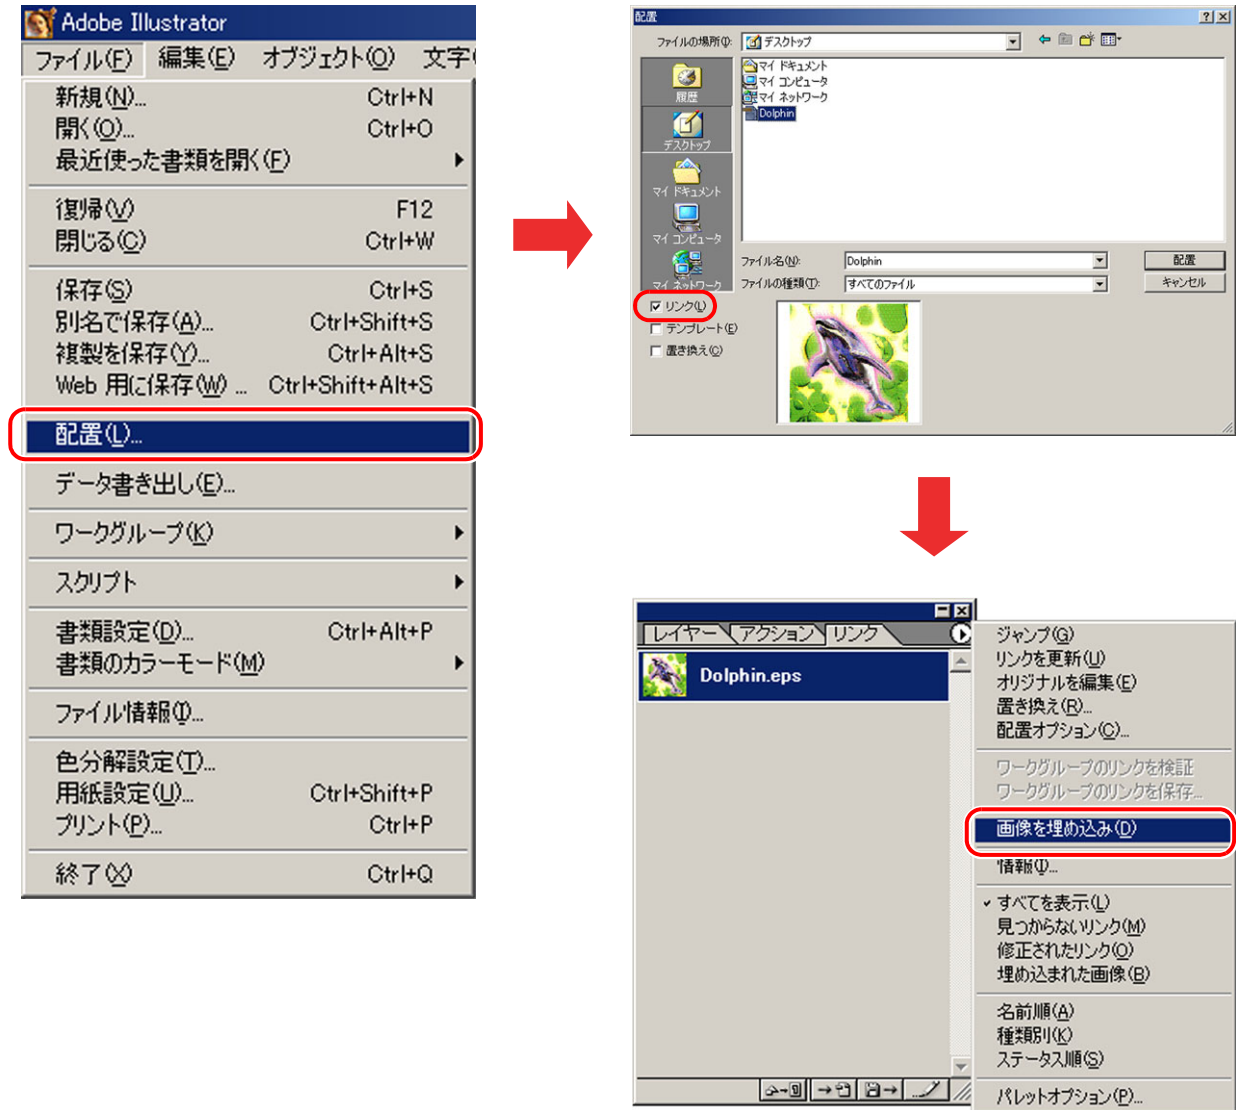 Adobe Illustrator
ファイル(F) 編集(E) オブジェクト(O) 文字(
新規(N)... Ctrl+N
開く(O)... Ctrl+O
最近使った書類を開く(F)
復帰(V) F12
閉じる(C) Ctrl+W
保存(S) Ctrl+S
別名で保存(A)... Ctrl+Shift+S
複製を保存(Y)... Ctrl+Alt+S
Web 用に保存(W) ... Ctrl+Shift+Alt+S
配置(L)...
データ書き出し(E)...
ワークグループ(K)
スクリプト
書類設定(D)... Ctrl+Alt+P
書類のカラーモード(M)
ファイル情報(I)...
色分解設定(T)...
用紙設定(U)... Ctrl+Shift+P
プリント(P)... Ctrl+P
終了(X) Ctrl+Q
配置
ファイルの場所(I): デスクトップ
履歴
デスクトップ
マイ ドキュメント
マイ コンピュータ
マイ ネットワーク
マイ ドキュメント
マイ コンピュータ
マイ ネットワーク
Dolphin
ファイル名(N): Dolphin 配置
ファイルの種類(T): すべてのファイル キャンセル
リンク(L)
テンプレート(E)
置き換え(C)
レイヤー アクション リンク
Dolphin.eps
ジャンプ(G)
リンクを更新(U)
オリジナルを編集(E)
置き換え(R)...
配置オプション(C)...
ワークグループのリンクを検証
ワークグループのリンクを保存...
画像を埋め込み(D)
情報(I)...
すべてを表示(L)
見つからないリンク(M)
修正されたリンク(O)
埋め込まれた画像(B)
名前順(A)
種類別(K)
ステータス順(S)
パレットオプション(P)...